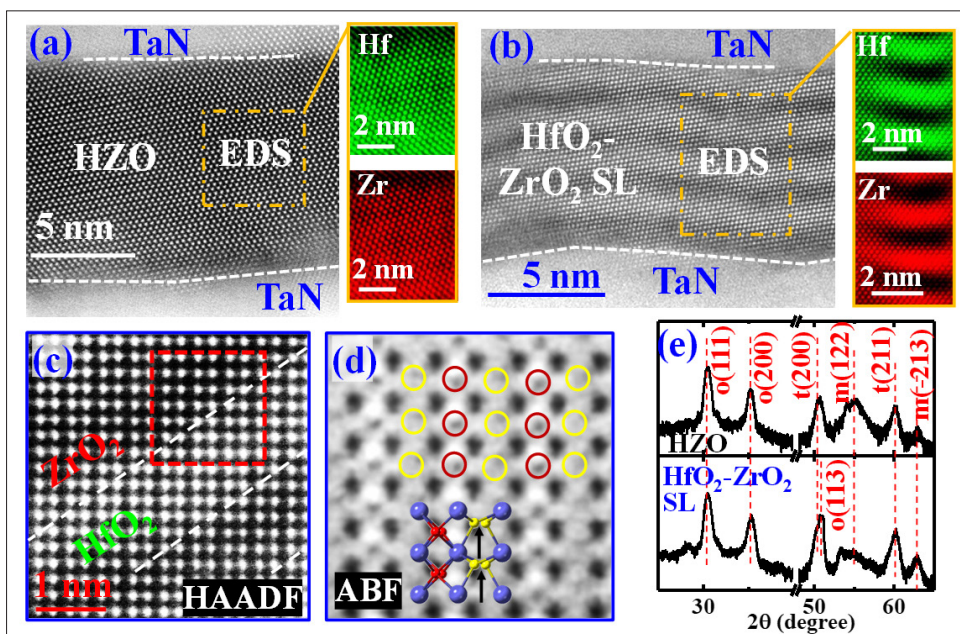 (a)
TaN
HZO
EDS
5 nm
TaN
Hf
2 nm
Zr
2 nm
(b)
TaN
HfO₂-
ZrO₂ SL
EDS
5 nm
TaN
Hf
2 nm
Zr
2 nm
(c)
ZrO₂
HfO₂
1 nm
HAADF
(d)
ABF
(e)
o(111)
o(200)
t(200)
m(122)
t(211)
m(-213)
HZO
HfO₂-ZrO₂
SL
o(113)
30 50 60
2θ (degree)